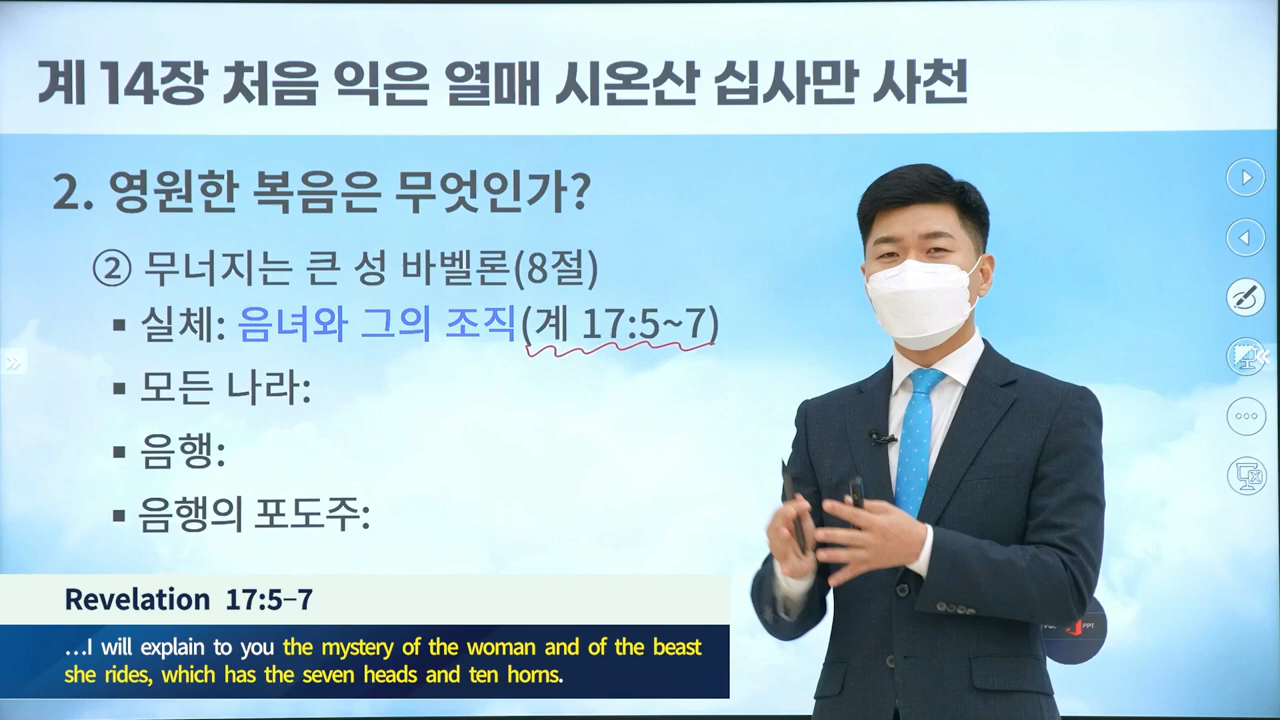 계 14장 처음 익은 열매 시온산 십사만 사천
2. 영원한 복음은 무엇인가?
② 무너지는 큰 성 바벨론(8절)
▪ 실체: 음녀와 그의 조직(계 17:5~7)
▪ 모든 나라:
▪ 음행:
▪ 음행의 포도주:
Revelation 17:5-7
…I will explain to you the mystery of the woman and of the beast
she rides, which has the seven heads and ten horns.
PPT